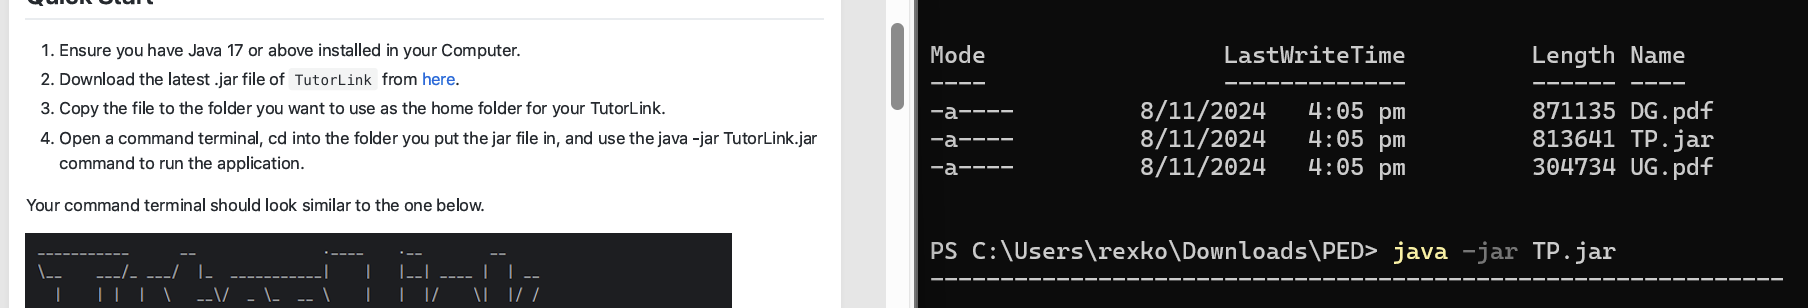 Quick Start
1. Ensure you have Java 17 or above installed in your Computer.
2. Download the latest .jar file of TutorLink from here.
3. Copy the file to the folder you want to use as the home folder for your TutorLink.
4. Open a command terminal, cd into the folder you put the jar file in, and use the java -jar TutorLink.jar
command to run the application.
Your command terminal should look similar to the one below.
Mode LastWriteTime Length Name
---- ------------- ------ ----
-a---- 8/11/2024 4:05 pm 871135 DG.pdf
-a---- 8/11/2024 4:05 pm 813641 TP.jar
-a---- 8/11/2024 4:05 pm 304734 UG.pdf
PS C:\Users\rexko\Downloads\PED> java -jar TP.jar